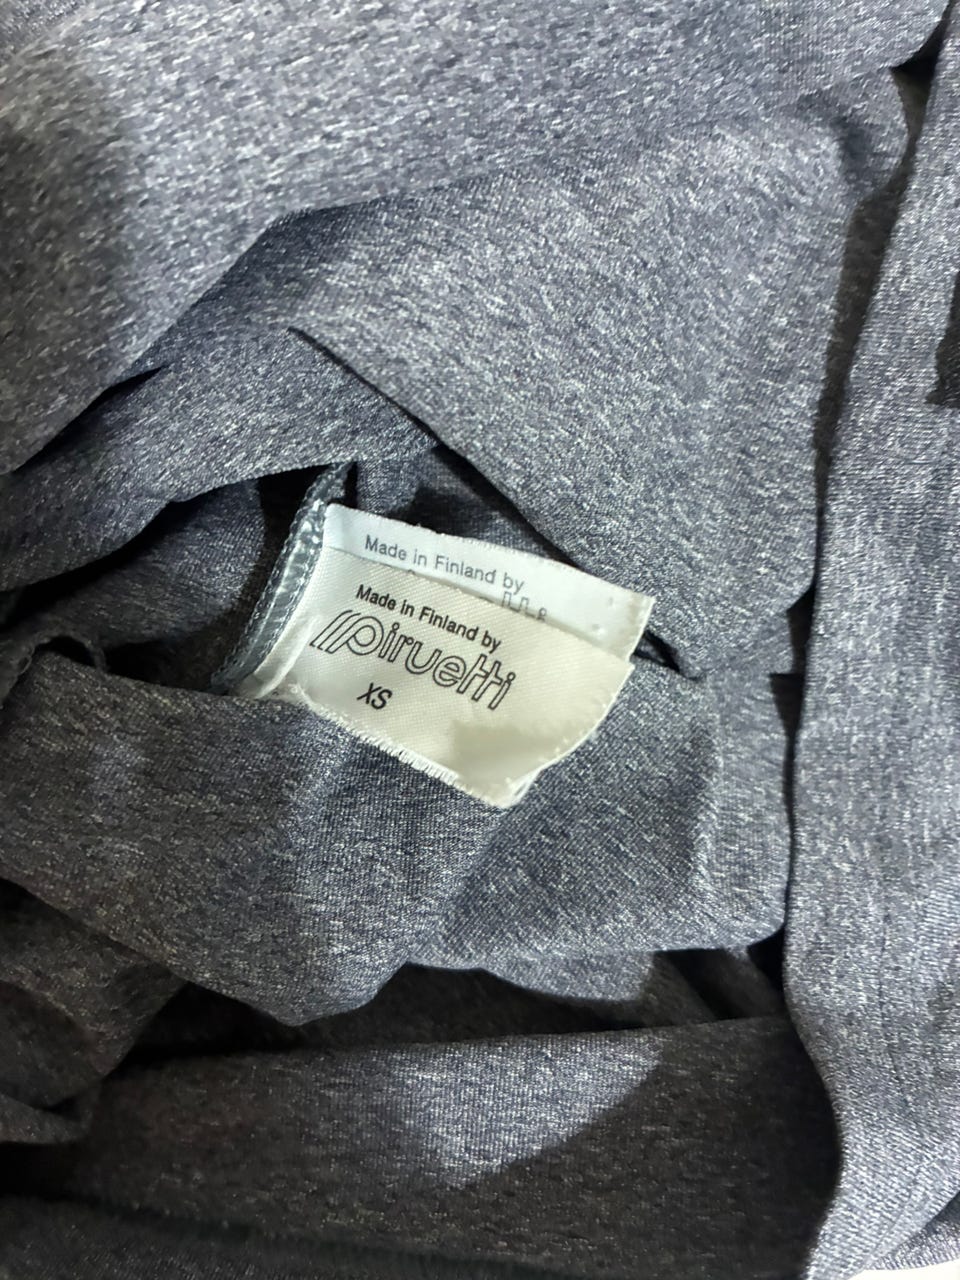 Made in Finland by
Made in Finland by
Piruetti
XS